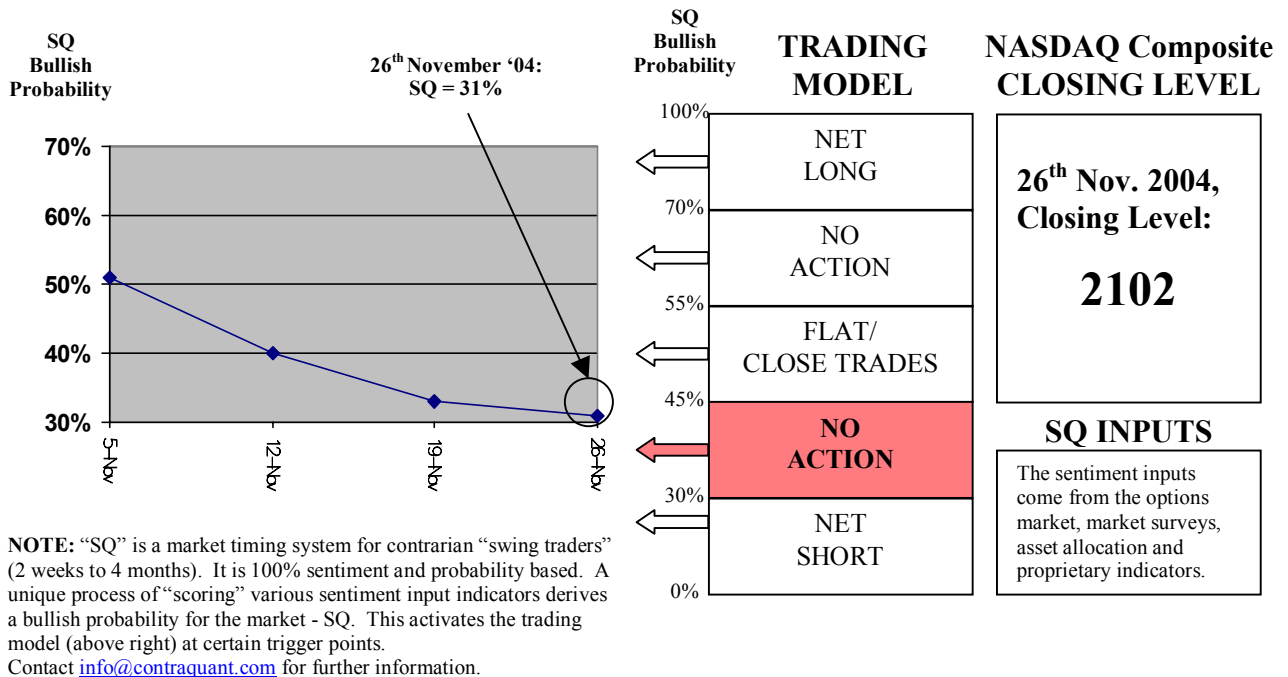 SQ
Bullish
Probability
26th November ‘04:
SQ = 31%
70%
60%
50%
40%
30%
5-Nov
12-Nov
19-Nov
26-Nov
NOTE: “SQ” is a market timing system for contrarian “swing traders”
(2 weeks to 4 months). It is 100% sentiment and probability based. A
unique process of “scoring” various sentiment input indicators derives
a bullish probability for the market - SQ. This activates the trading
model (above right) at certain trigger points.
Contact info@contraquant.com for further information.
SQ
Bullish
Probability
TRADING
MODEL
100%
NET
LONG
70%
NO
ACTION
55%
FLAT/
CLOSE TRADES
45%
NO
ACTION
30%
NET
SHORT
0%
NASDAQ Composite
CLOSING LEVEL
26th Nov. 2004,
Closing Level:
2102
SQ INPUTS
The sentiment inputs
come from the options
market, market surveys,
asset allocation and
proprietary indicators.